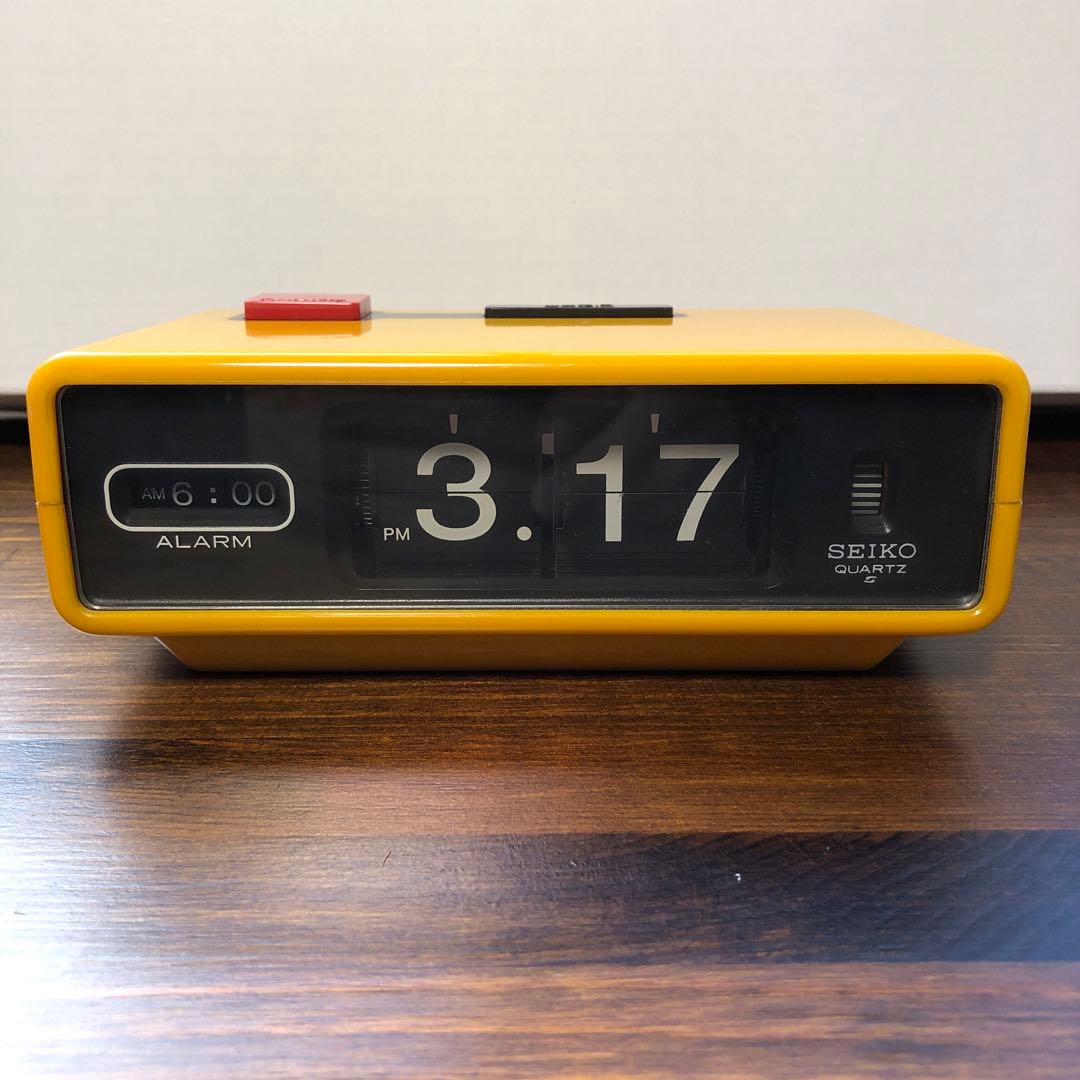 AM 6:00
ALARM
PM 3.17
SEIKO
QUARTZ